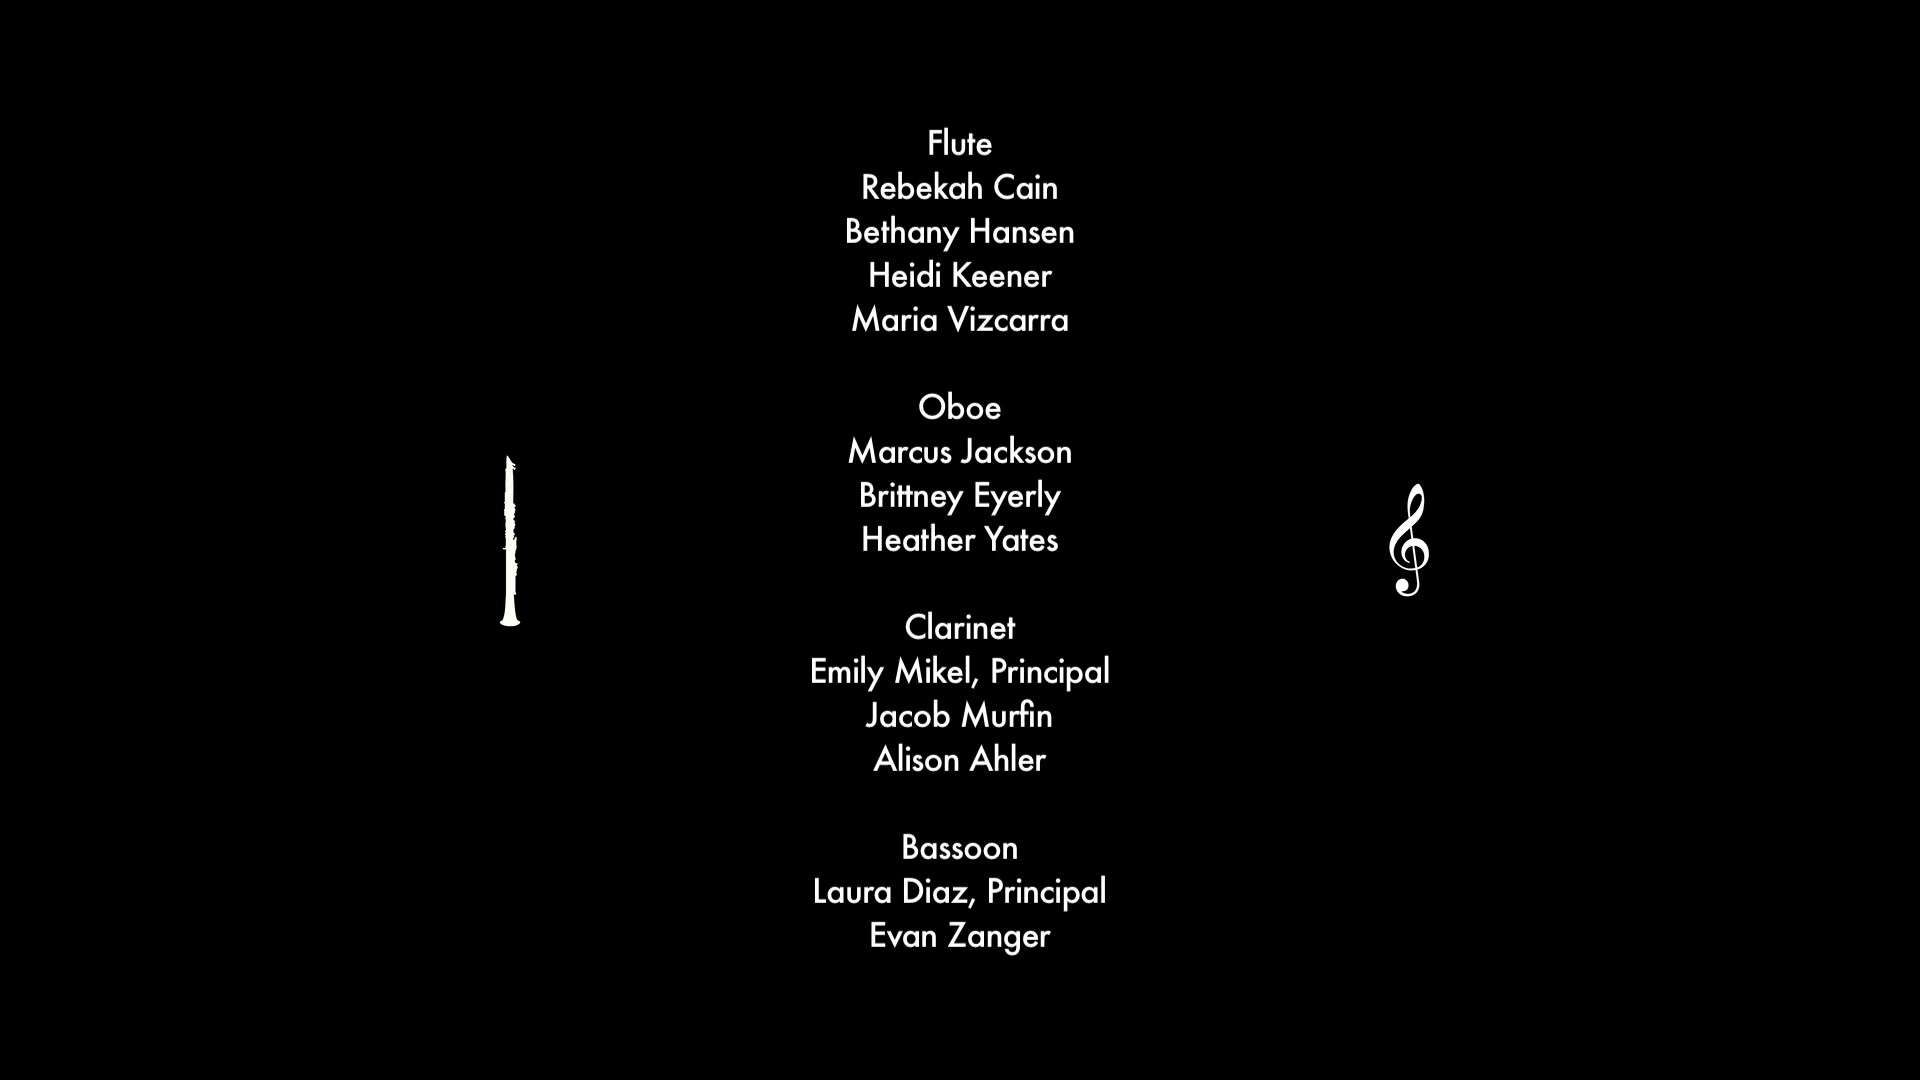 Flute
Rebekah Cain
Bethany Hansen
Heidi Keener
Maria Vizcarra
Oboe
Marcus Jackson
Brittney Eyerly
Heather Yates
Clarinet
Emily Mikel, Principal
Jacob Murfin
Alison Ahler
Bassoon
Laura Diaz, Principal
Evan Zanger